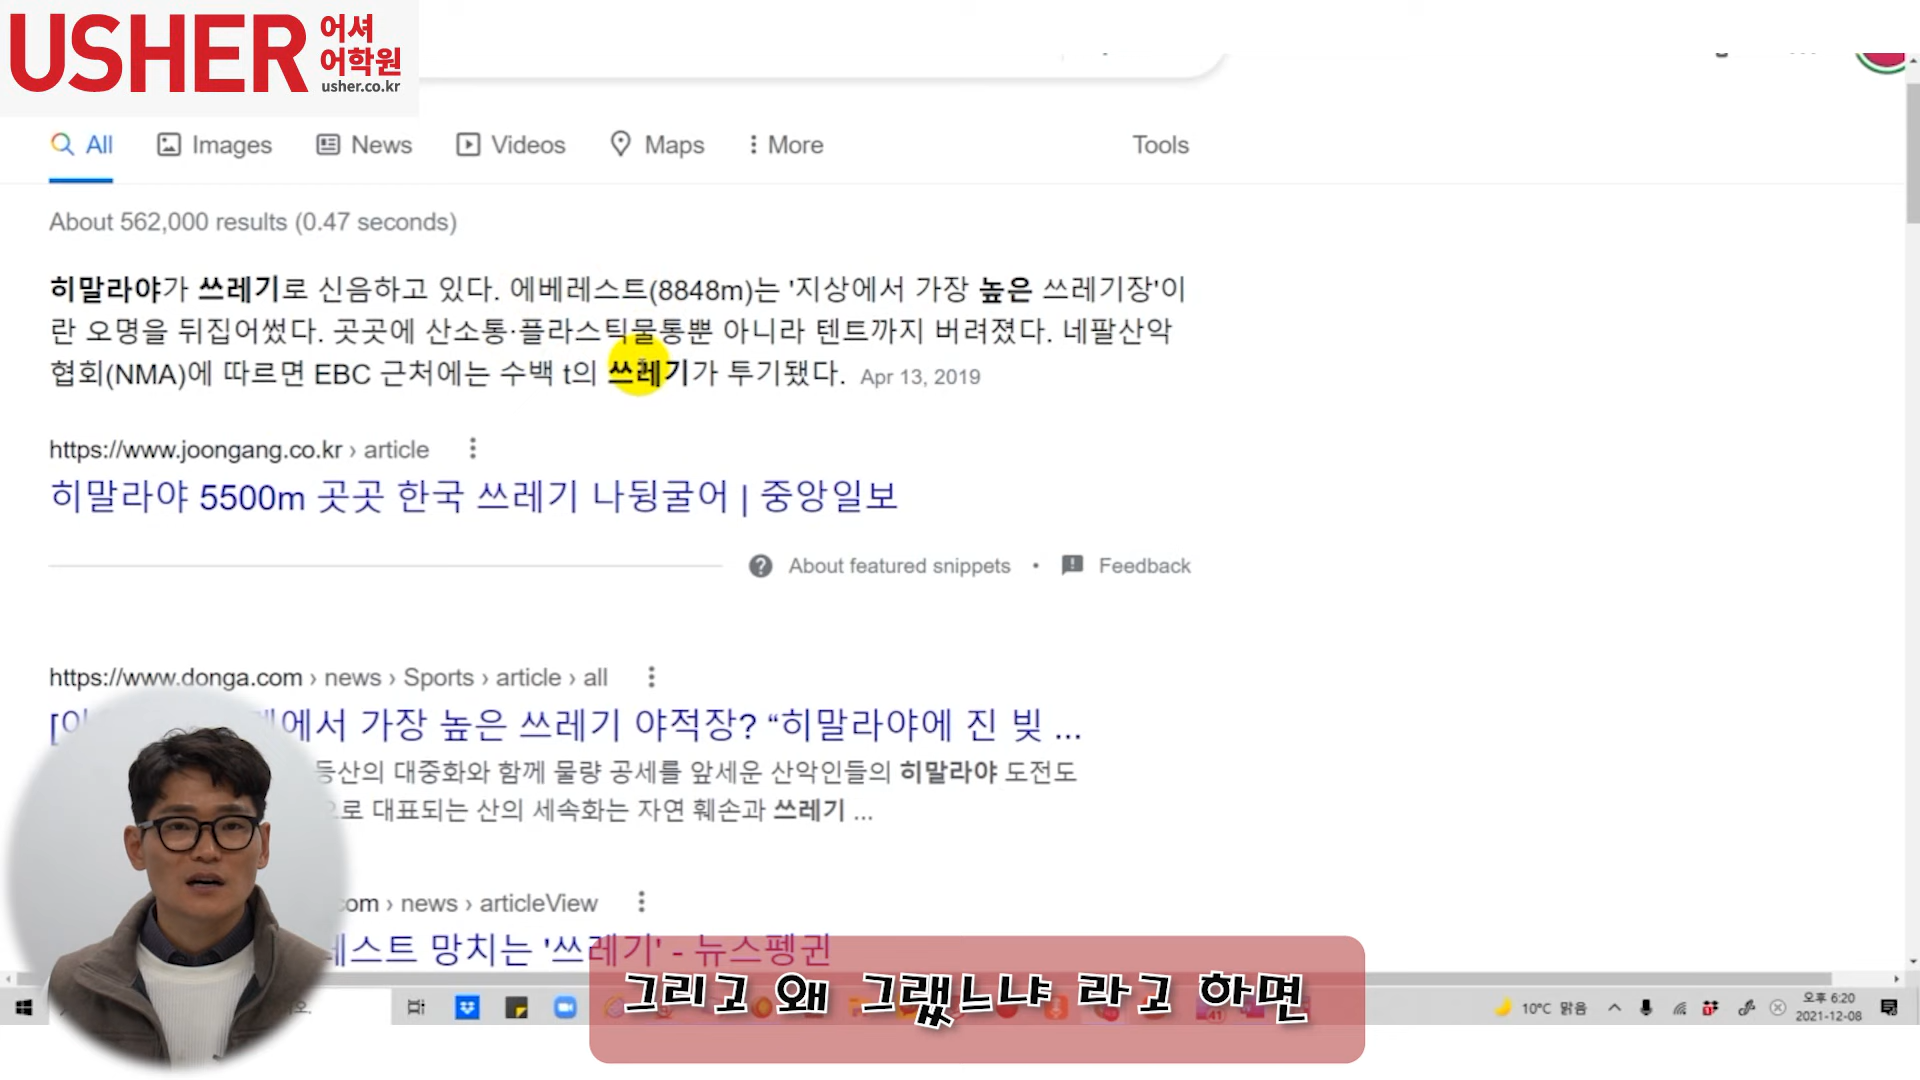 USHER 어셔
어학원
usher.co.kr
All Images News Videos Maps More Tools
About 562,000 results (0.47 seconds)
히말라야가 쓰레기로 신음하고 있다. 에베레스트(8848m)는 '지상에서 가장 높은 쓰레기장'이
란 오명을 뒤집어썼다. 곳곳에 산소통·플라스틱물통뿐 아니라 텐트까지 버려졌다. 네팔산악
협회(NMA)에 따르면 EBC 근처에는 수백 t의 쓰레기가 투기됐다. Apr 13, 2019
https://www.joongang.co.kr › article
히말라야 5500m 곳곳 한국 쓰레기 나뒹굴어 | 중앙일보
About featured snippets • Feedback
https://www.donga.com › news › Sports › article › all
에서 가장 높은 쓰레기 야적장? “히말라야에 진 빚 ...
등산의 대중화와 함께 물량 공세를 앞세운 산악인들의 히말라야 도전도
로 대표되는 산의 세속화는 자연 훼손과 쓰레기 ...
com › news › articleView
레스트 망치는 '쓰레기' - 뉴스펭귄
그리고 왜 그랬느냐 라고 하면
10°C 맑음
오후 6:20
2021-12-08